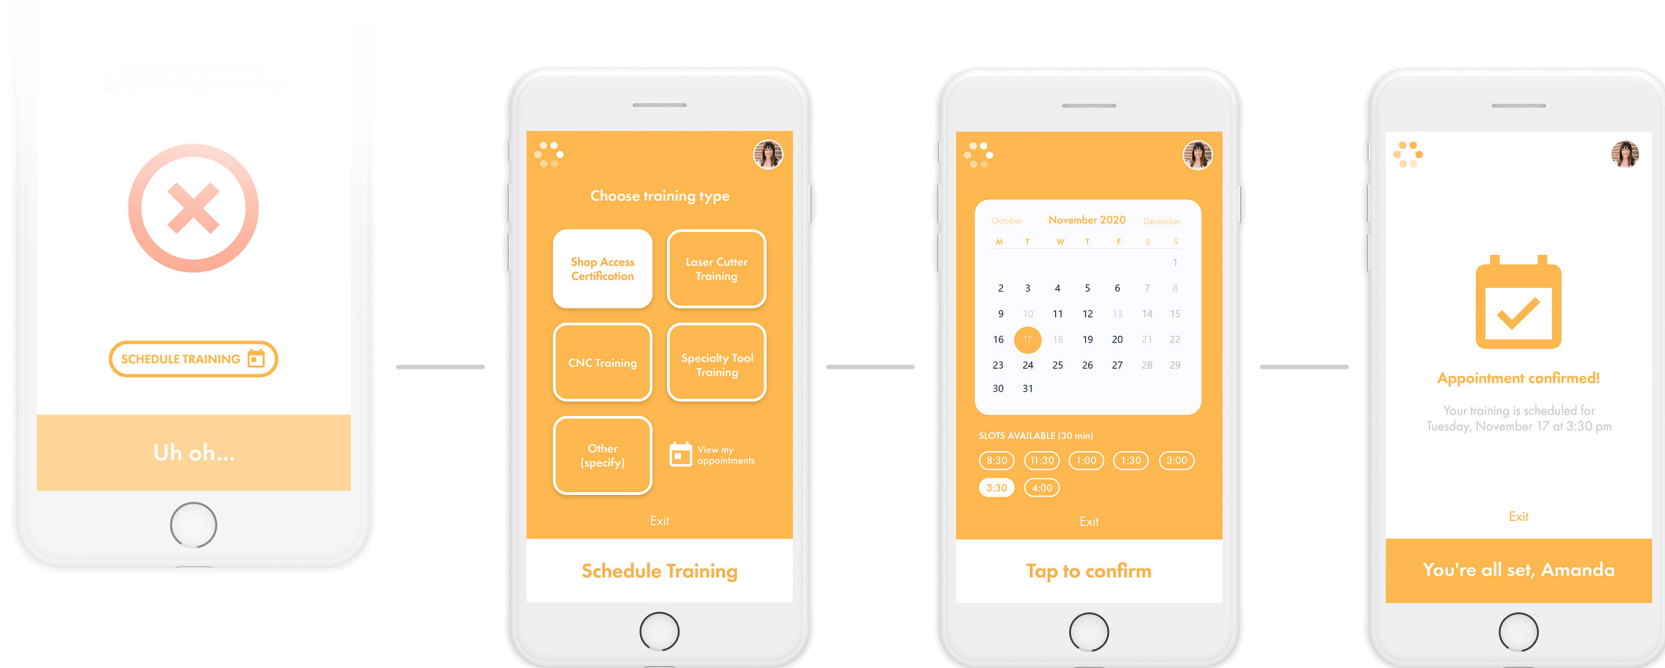 SCHEDULE TRAINING
Uh oh...
Choose training type
Shop Access
Certification
Laser Cutter
Training
CNC Training
Specialty Tool
Training
Other
(specify)
View my
appointments
Exit
Schedule Training
October November 2020 December
M T W T F S S
1
2 3 4 5 6 7 8
9 10 11 12 13 14 15
16 17 18 19 20 21 22
23 24 25 26 27 28 29
30 31
SLOTS AVAILABLE (30 min)
8:30 11:30 1:00 1:30 3:00
3:30 4:00
Exit
Tap to confirm
Appointment confirmed!
Your training is scheduled for
Tuesday, November 17 at 3:30 pm
Exit
You're all set, Amanda